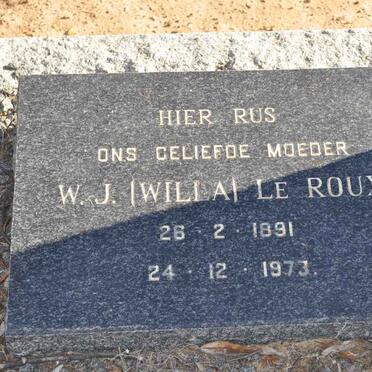 HIER RUS
ONS GELIEFDE MOEDER
W. J. (WILLA) LE ROUX
26 · 2 · 1891
24 · 12 · 1973.